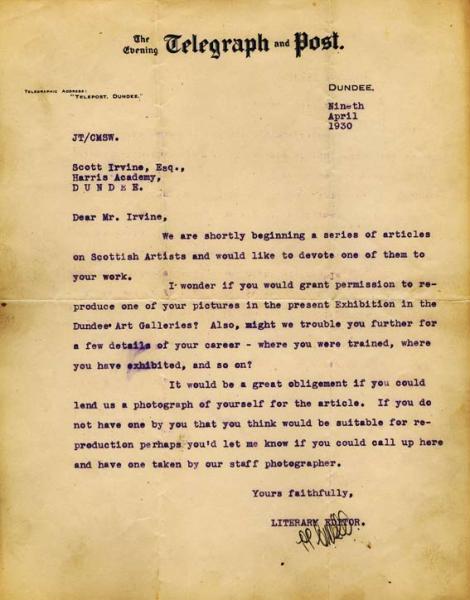 The Evening Telegraph and Post.
TELEGRAPHIC ADDRESS:
"TELEPOST, DUNDEE."
DUNDEE,
Nineth
April
1930
JT/CMSW.
Scott Irvine, Esq.,
Harris Academy,
DUNDEE.
Dear Mr. Irvine,
We are shortly beginning a series of articles
on Scottish Artists and would like to devote one of them to
your work.
I wonder if you would grant permission to re-
produce one of your pictures in the present Exhibition in the
Dundee Art Galleries? Also, might we trouble you further for
a few details of your career - where you were trained, where
you have exhibited, and so on?
It would be a great obligement if you could
lend us a photograph of yourself for the article. If you do
not have one by you that you think would be suitable for re-
production perhaps you'd let me know if you could call up here
and have one taken by our staff photographer.
Yours faithfully,
LITERARY EDITOR.